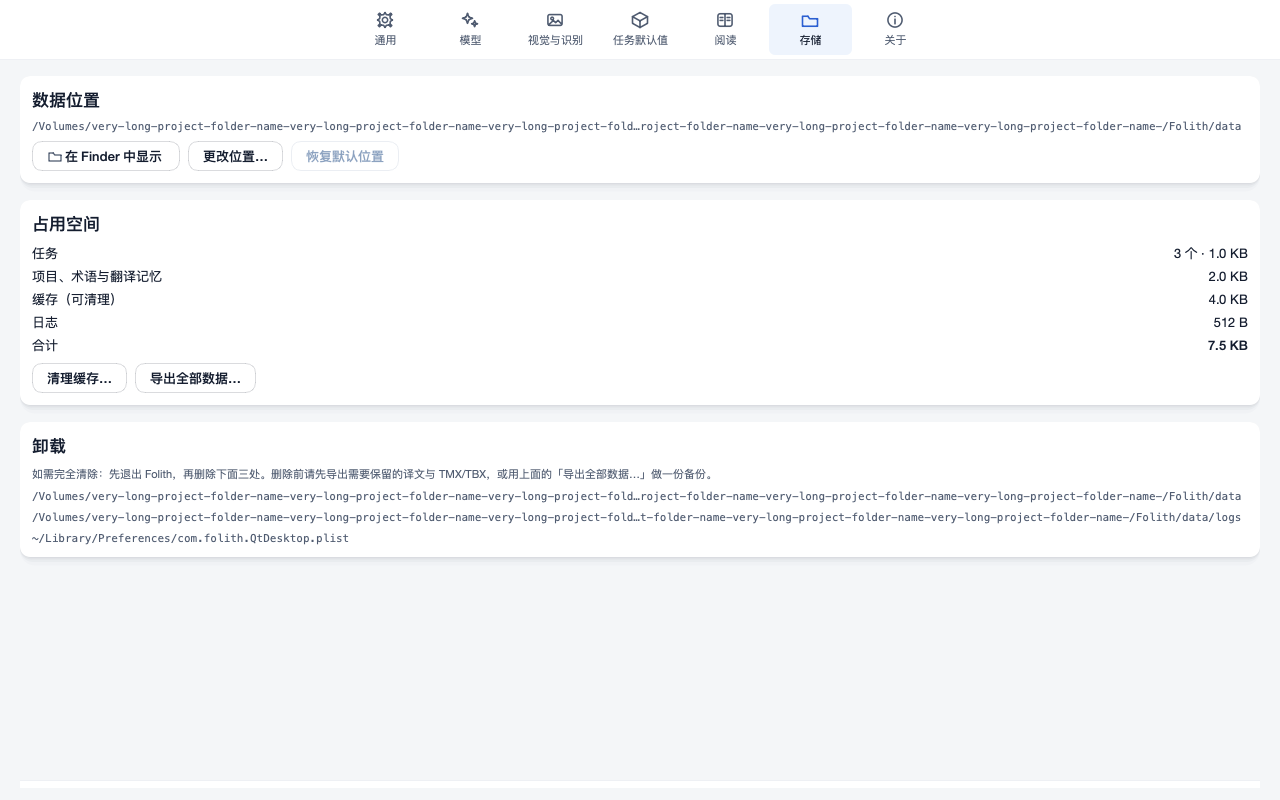 通用
模型
视觉与识别
任务默认值
阅读
存储
关于
数据位置
/Volumes/very-long-project-folder-name-very-long-project-folder-name-very-long-project-fold…roject-folder-name-very-long-project-folder-name-very-long-project-folder-name-/Folith/data
在 Finder 中显示
更改位置…
恢复默认位置
占用空间
任务 3 个 · 1.0 KB
项目、术语与翻译记忆 2.0 KB
缓存（可清理） 4.0 KB
日志 512 B
合计 7.5 KB
清理缓存…
导出全部数据…
卸载
如需完全清除：先退出 Folith，再删除下面三处。删除前请先导出需要保留的译文与 TMX/TBX，或用上面的「导出全部数据…」做一份备份。
/Volumes/very-long-project-folder-name-very-long-project-folder-name-very-long-project-fold…roject-folder-name-very-long-project-folder-name-very-long-project-folder-name-/Folith/data
/Volumes/very-long-project-folder-name-very-long-project-folder-name-very-long-project-fold…t-folder-name-very-long-project-folder-name-very-long-project-folder-name-/Folith/data/logs
~/Library/Preferences/com.folith.QtDesktop.plist